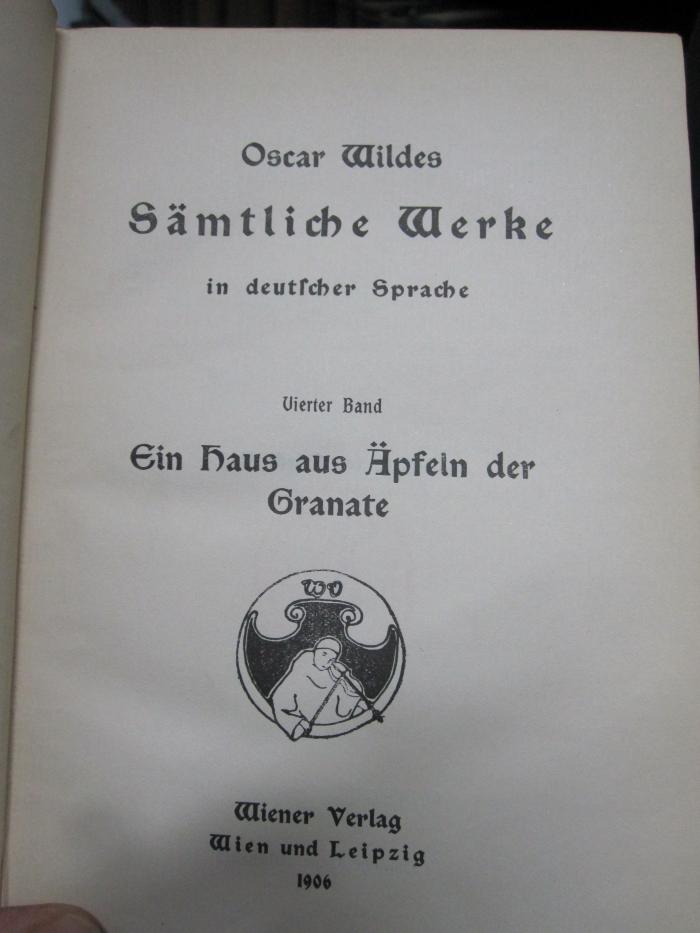 Oscar Wildes
Sämtliche Werke
in deutſcher Sprache
Vierter Band
Ein Haus aus Äpfeln der
Granate
WV
Wiener Verlag
Wien und Leipzig
1906